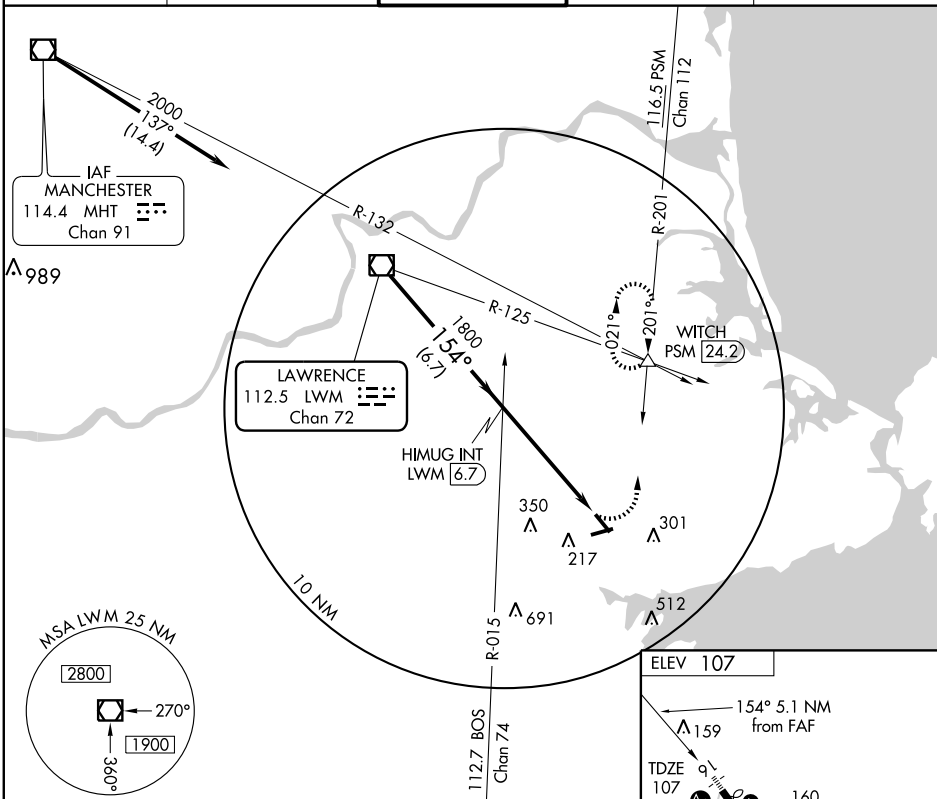 2000
137°
(14.4)
IAF
MANCHESTER
114.4 MHT
Chan 91
989
R-132
116.5 PSM
Chan 112
R-201
R-125
1800
154°
(6.7)
021°
201°
WITCH
PSM 24.2
LAWRENCE
112.5 LWM
Chan 72
HIMUG INT
LWM 6.7
350
217
301
10 NM
691
512
R-015
112.7 BOS
Chan 74
MSA LWM 25 NM
2800
270°
1900
360°
ELEV 107
154° 5.1 NM
from FAF
159
TDZE
107
16